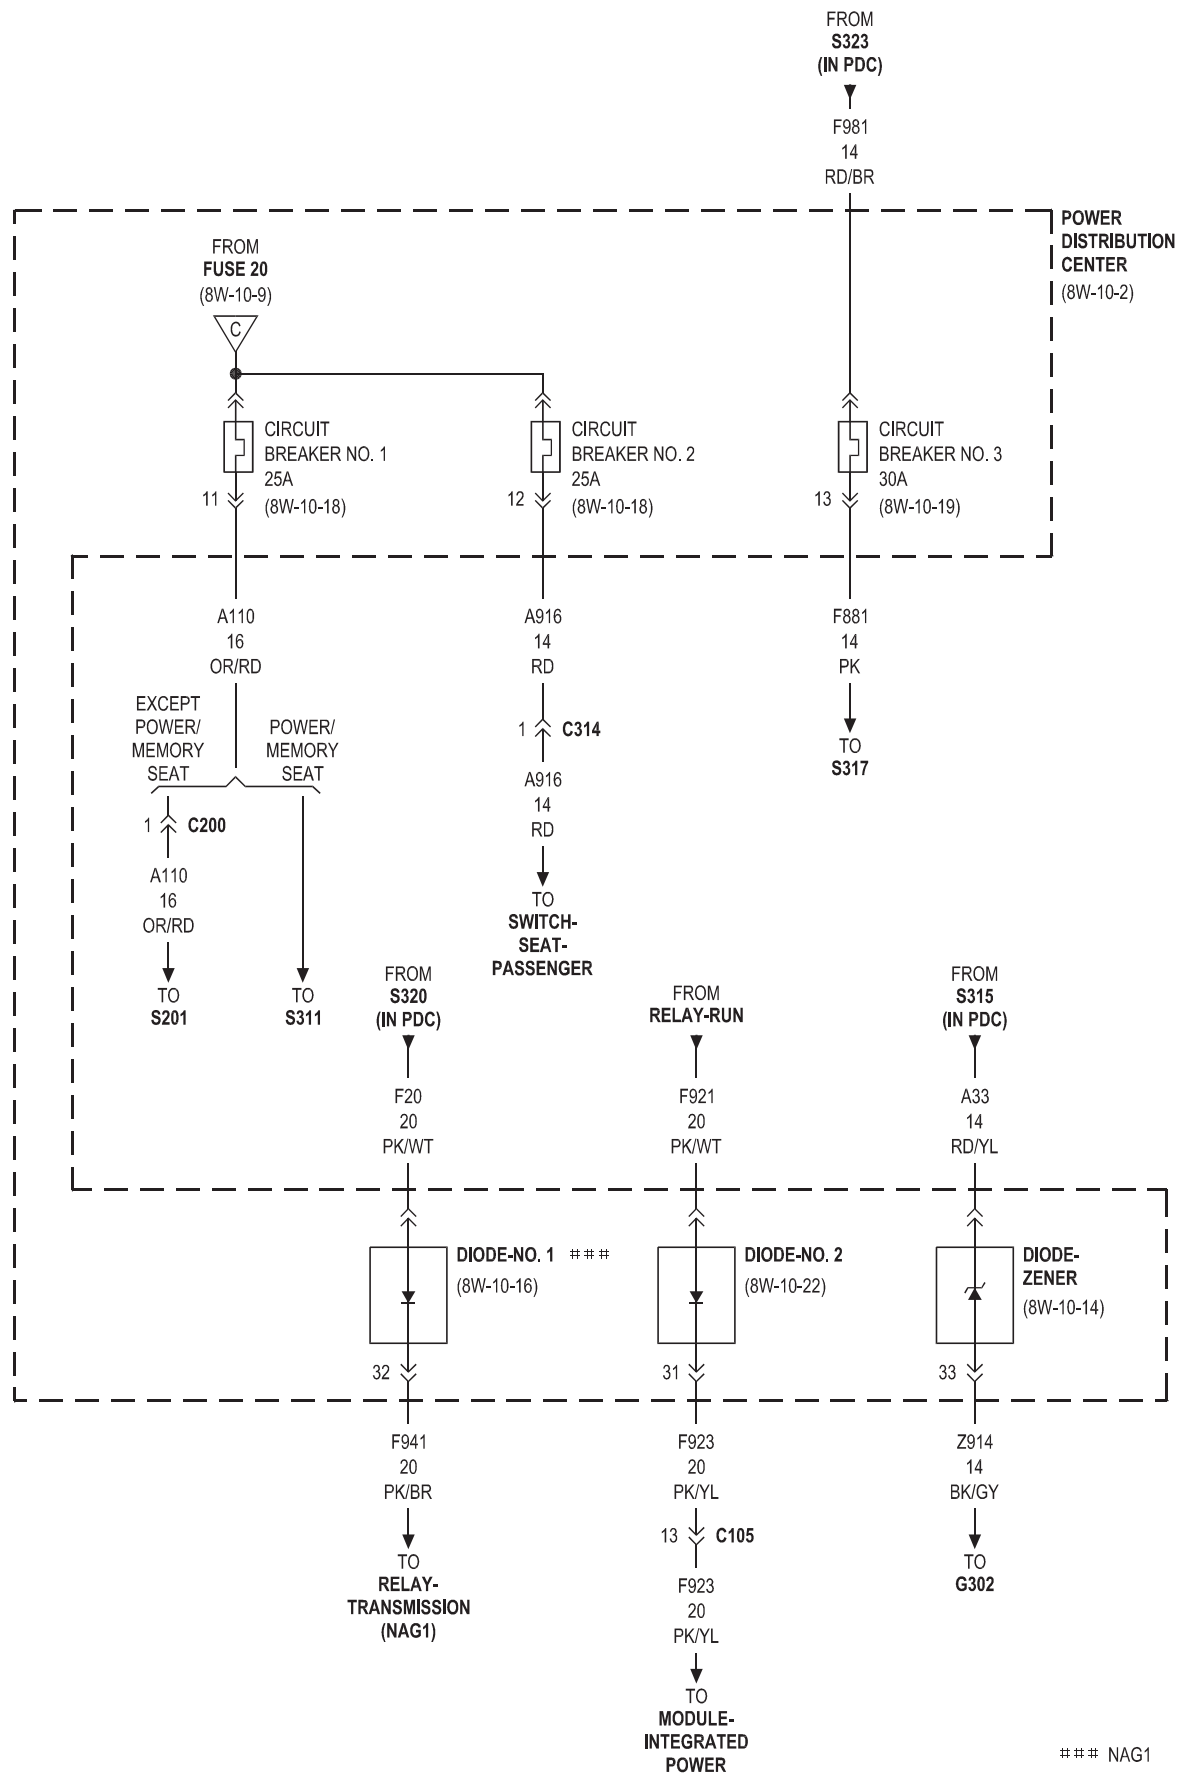 FROM
S323
(IN PDC)
F981
14
RD/BR
POWER
DISTRIBUTION
CENTER
(8W-10-2)
FROM
FUSE 20
(8W-10-9)
C
CIRCUIT
BREAKER NO. 1
25A
(8W-10-18)
11
CIRCUIT
BREAKER NO. 2
25A
(8W-10-18)
12
CIRCUIT
BREAKER NO. 3
30A
(8W-10-19)
13
A110
16
OR/RD
A916
14
RD
F881
14
PK
EXCEPT
POWER/
MEMORY
SEAT
POWER/
MEMORY
SEAT
1 C314
TO
S317
1 C200
A916
14
RD
A110
16
OR/RD
TO
SWITCH-
SEAT-
PASSENGER
TO
S201
TO
S311
FROM
S320
(IN PDC)
FROM
RELAY-RUN
FROM
S315
(IN PDC)
F20
20
PK/WT
F921
20
PK/WT
A33
14
RD/YL
DIODE-NO. 1 ###
(8W-10-16)
32
DIODE-NO. 2
(8W-10-22)
31
DIODE-
ZENER
(8W-10-14)
33
F941
20
PK/BR
F923
20
PK/YL
Z914
14
BK/GY
13 C105
TO
RELAY-
TRANSMISSION
(NAG1)
TO
G302
F923
20
PK/YL
TO
MODULE-
INTEGRATED
POWER
### NAG1